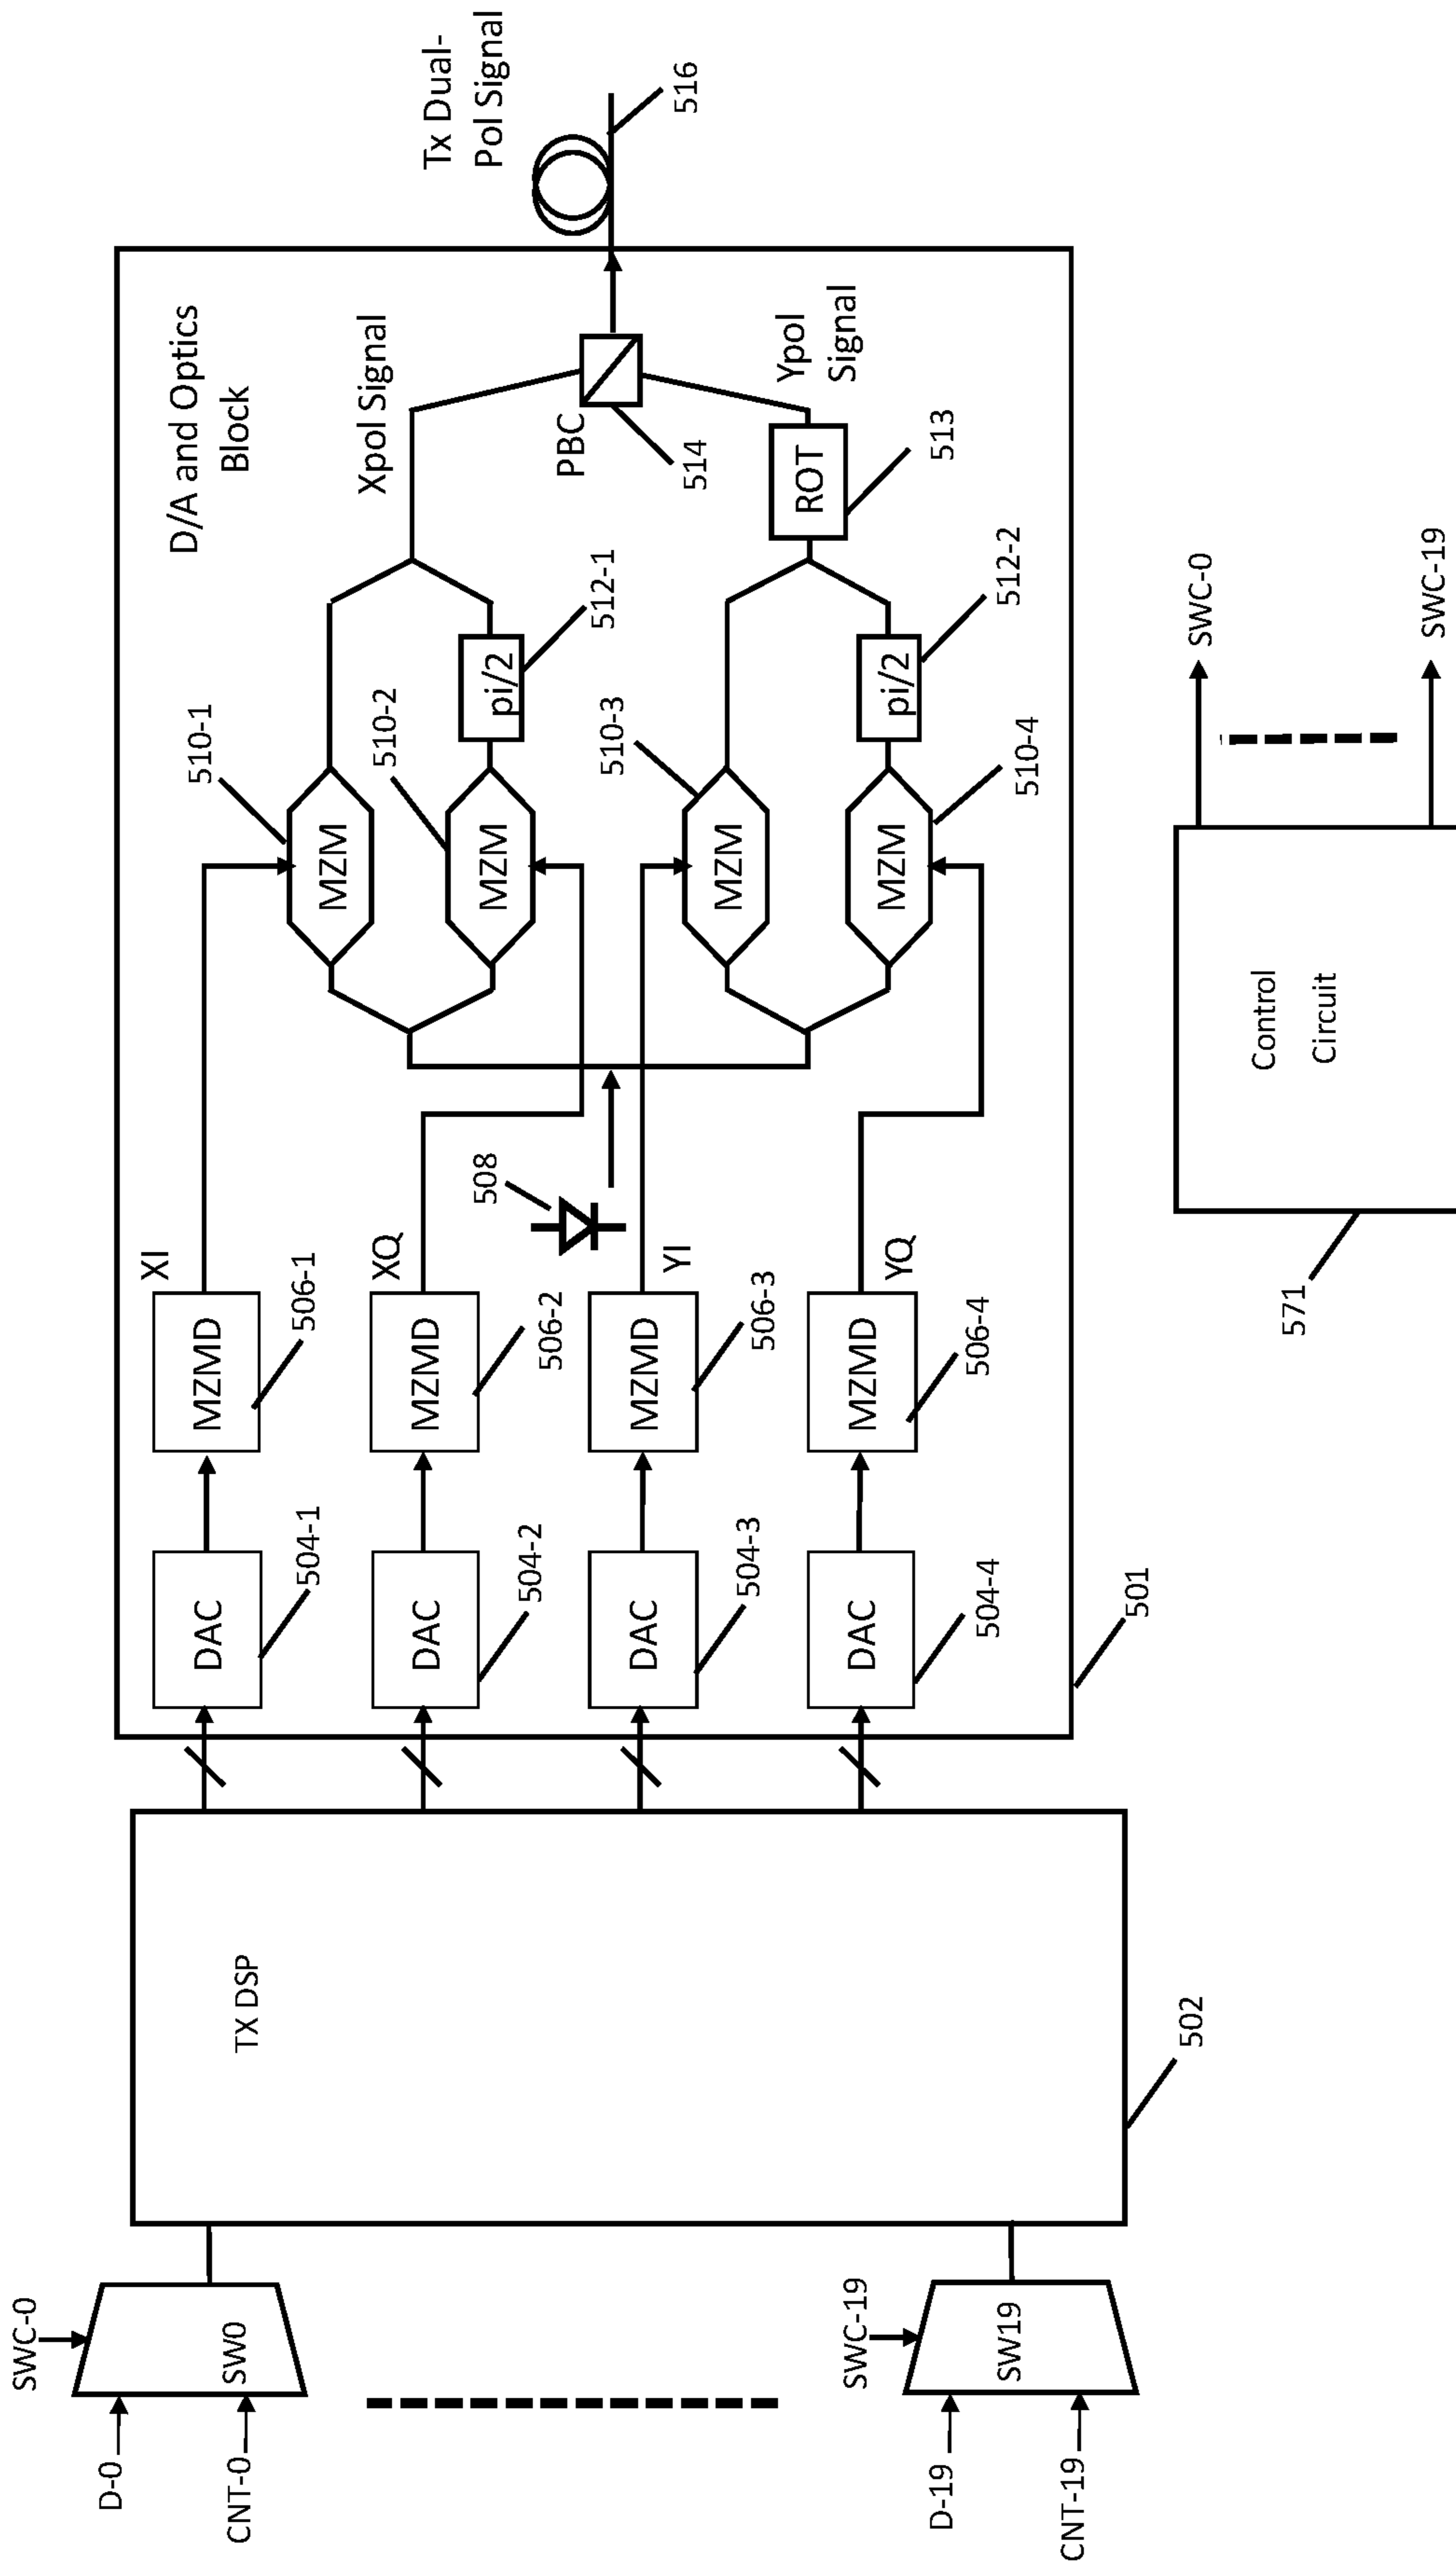 SWC-0
D-0
CNT-0
SW0
SWC-19
D-19
CNT-19
SW19
TX DSP
502
D/A and Optics
Block
501
DAC
504-1
MZMD
506-1
XI
DAC
504-2
MZMD
506-2
XQ
DAC
504-3
MZMD
506-3
YI
DAC
504-4
MZMD
506-4
YQ
508
MZM
510-1
MZM
510-2
pi/2
512-1
MZM
510-3
MZM
510-4
pi/2
512-2
Xpol Signal
ROT
513
Ypol
Signal
PBC
514
Tx Dual-
Pol Signal
516
Control
Circuit
571
SWC-0
SWC-19